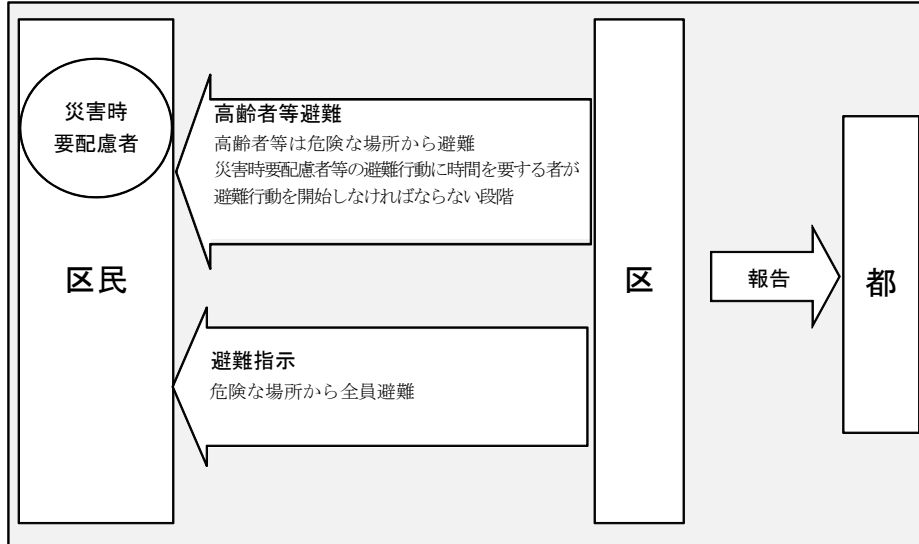 災害時
要配慮者
区民
高齢者等避難
高齢者等は危険な場所から避難
災害時要配慮者等の避難行動に時間を要する者が
避難行動を開始しなければならない段階
避難指示
危険な場所から全員避難
区
報告
都